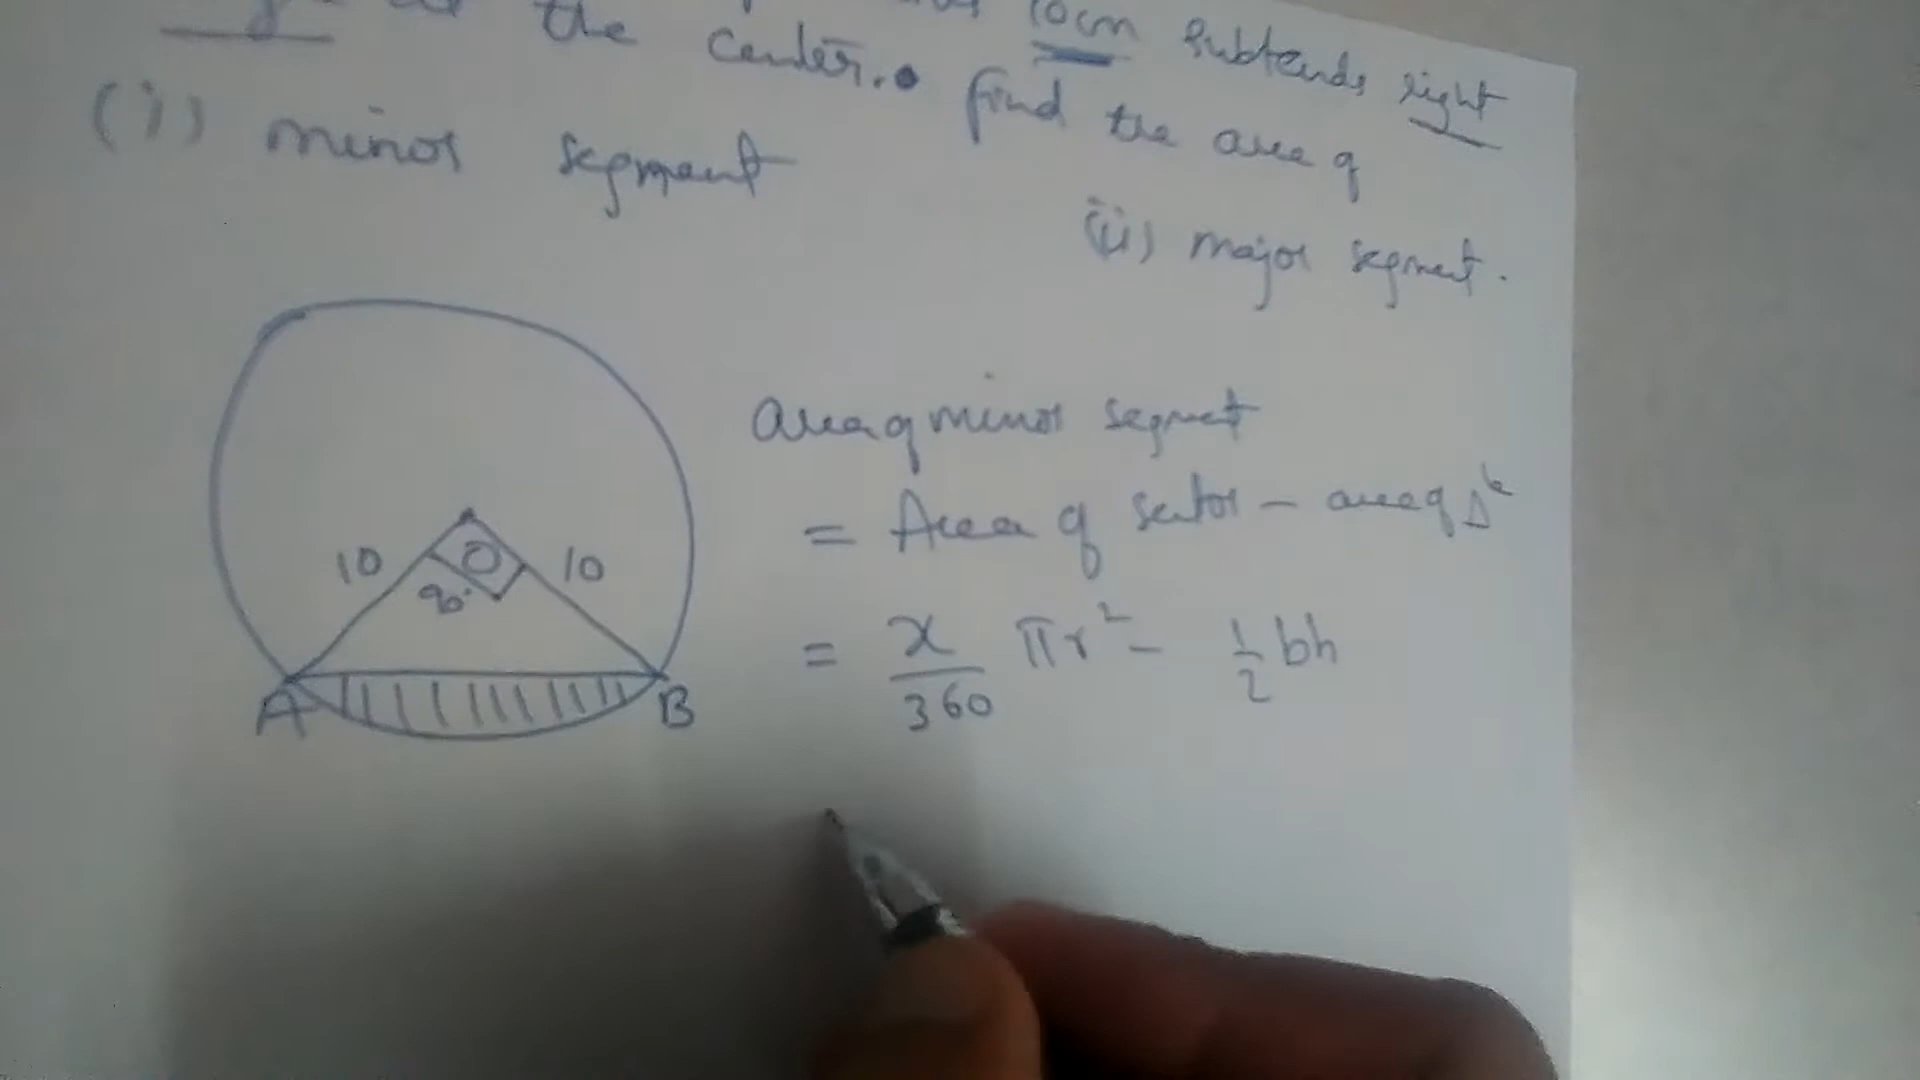 10cm subtends right
the center. find the area of
(i) minor segment
(ii) major segment.
area of minor segment
= Area of sector - area of Δle
= x/360 πr² - 1/2 bh
10 O 10
90°
A B